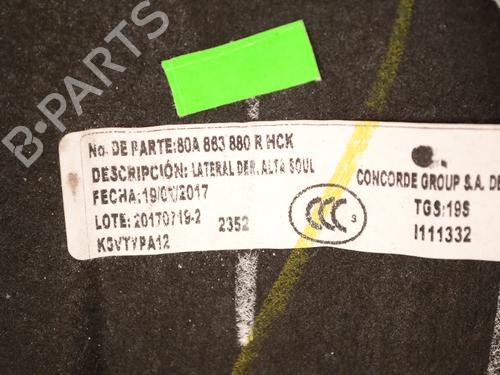 B-PARTS
No. DE PARTE:80A 863 880 R HCK
DESCRIPCIÓN:LATERAL DER. ALTA SOUL
FECHA:19/07/2017
LOTE: 20170719-2 2352
K5VTYPA12
CCC S
CONCORDE GROUP S.A. DE
TGS:19S
I111332